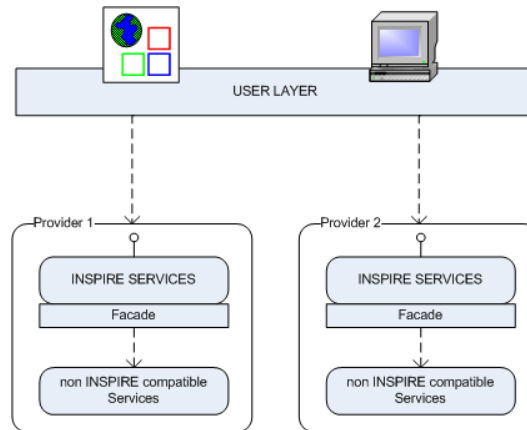 USER LAYER
Provider 1
INSPIRE SERVICES
Facade
non INSPIRE compatible
Services
Provider 2
INSPIRE SERVICES
Facade
non INSPIRE compatible
Services